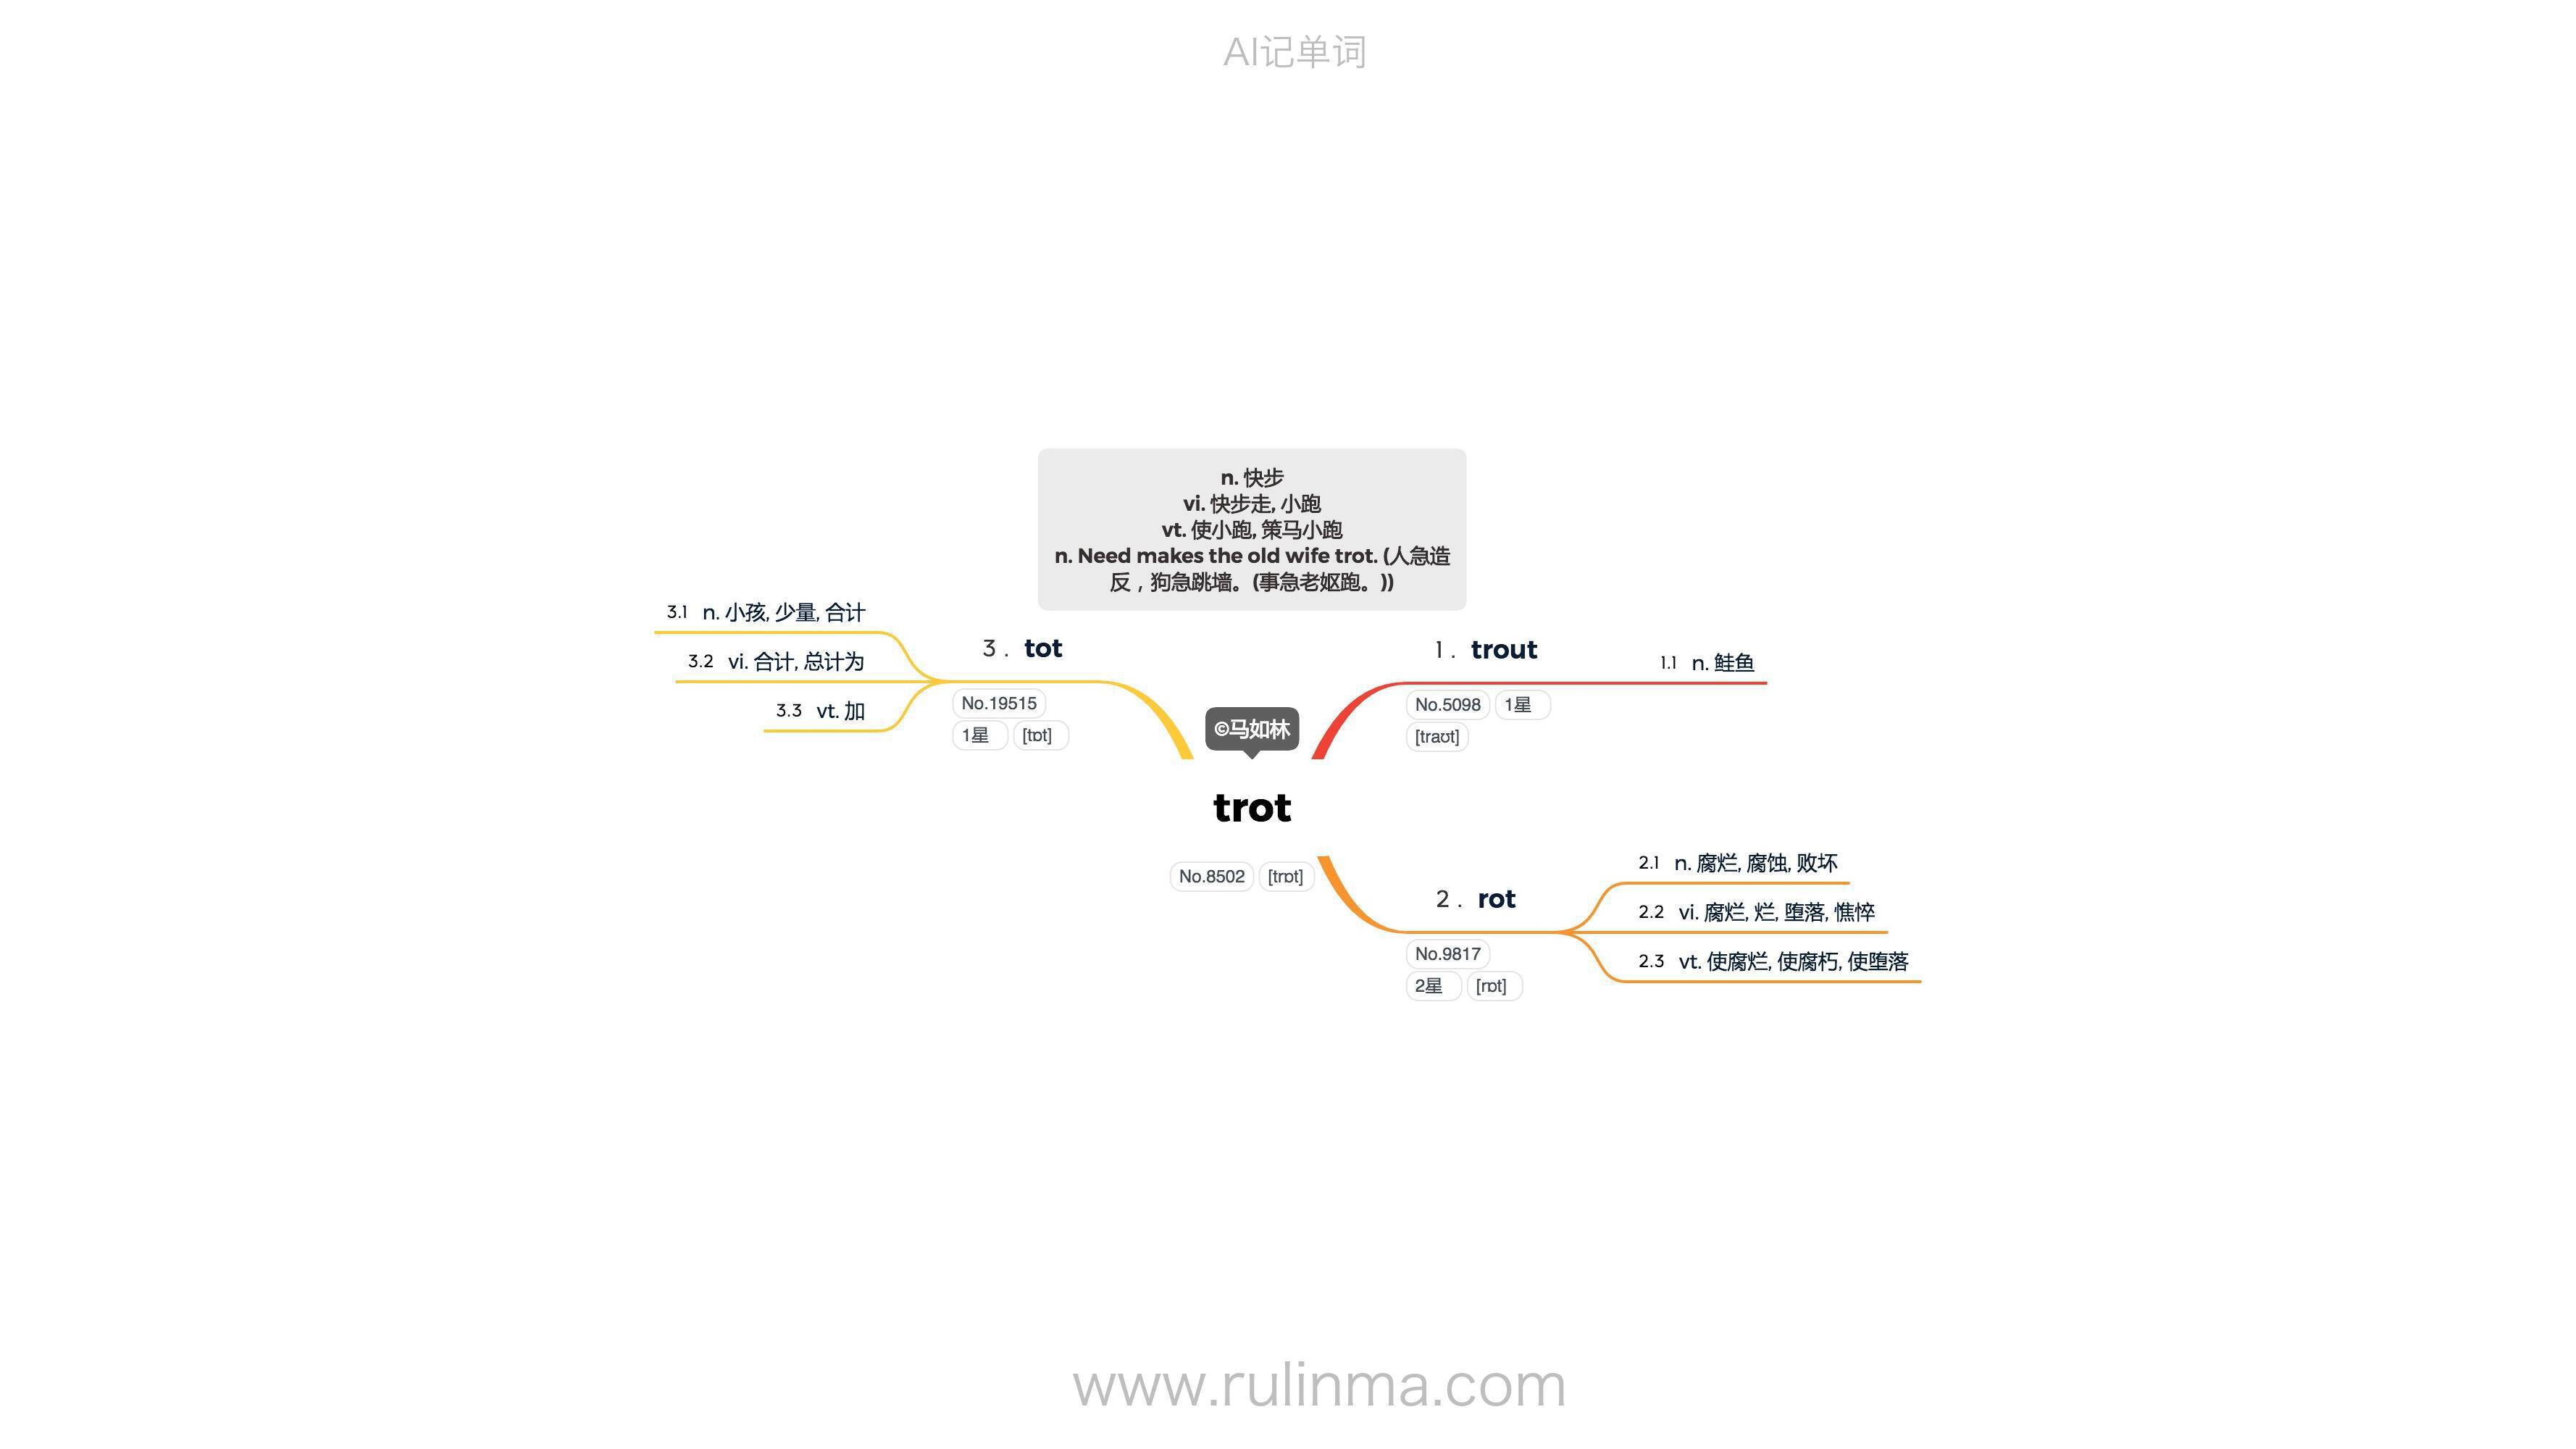 AI记单词
n. 快步
vi. 快步走, 小跑
vt. 使小跑, 策马小跑
n. Need makes the old wife trot. (人急造
反，狗急跳墙。(事急老妪跑。))
3.1 n. 小孩, 少量, 合计
3.2 vi. 合计, 总计为
3.3 vt. 加
3 . tot
No.19515
1星 [tɒt]
1 . trout
No.5098 1星
[traʊt]
1.1 n. 鲑鱼
©马如林
trot
No.8502 [trɒt]
2 . rot
No.9817
2星 [rɒt]
2.1 n. 腐烂, 腐蚀, 败坏
2.2 vi. 腐烂, 烂, 堕落, 憔悴
2.3 vt. 使腐烂, 使腐朽, 使堕落
www.rulinma.com